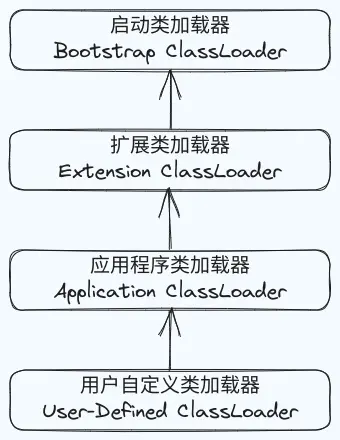 启动类加载器
Bootstrap ClassLoader
扩展类加载器
Extension ClassLoader
应用程序类加载器
Application ClassLoader
用户自定义类加载器
User-Defined ClassLoader